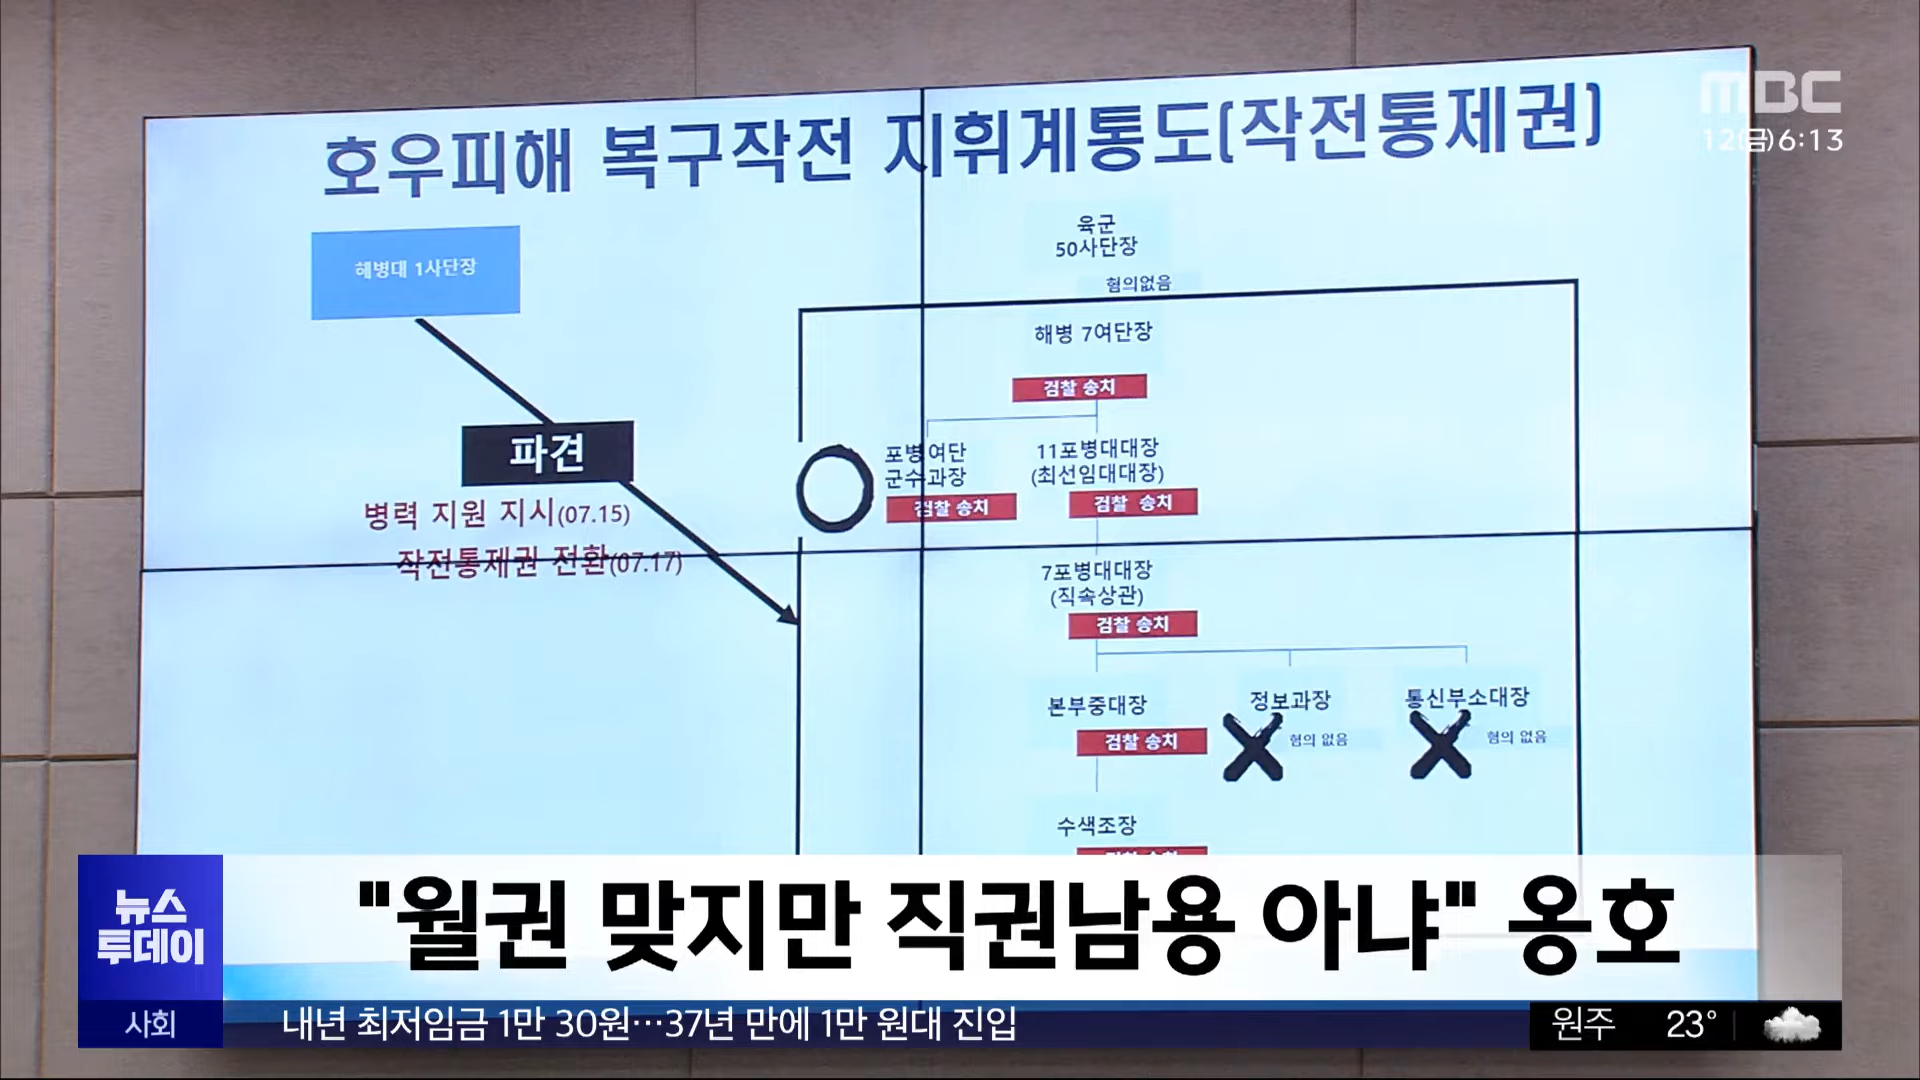 MBC
12(금)6:13
호우피해 복구작전 지휘계통도(작전통제권)
해병대 1사단장
육군
50사단장
혐의없음
해병 7여단장
검찰 송치
파견
병력 지원 지시(07.15)
작전통제권 전환(07.17)
포병여단
군수과장
검찰 송치
11포병대대장
(최선임대대장)
검찰 송치
7포병대대장
(직속상관)
검찰 송치
본부중대장
검찰 송치
정보과장
혐의 없음
통신부소대장
혐의 없음
수색조장
뉴스
투데이
"월권 맞지만 직권남용 아냐" 옹호
사회
내년 최저임금 1만 30원…37년 만에 1만 원대 진입
원주 23°